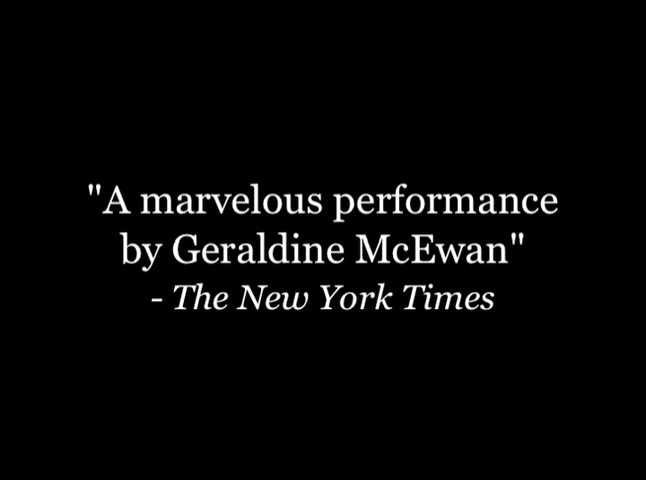 "A marvelous performance
by Geraldine McEwan"
- The New York Times